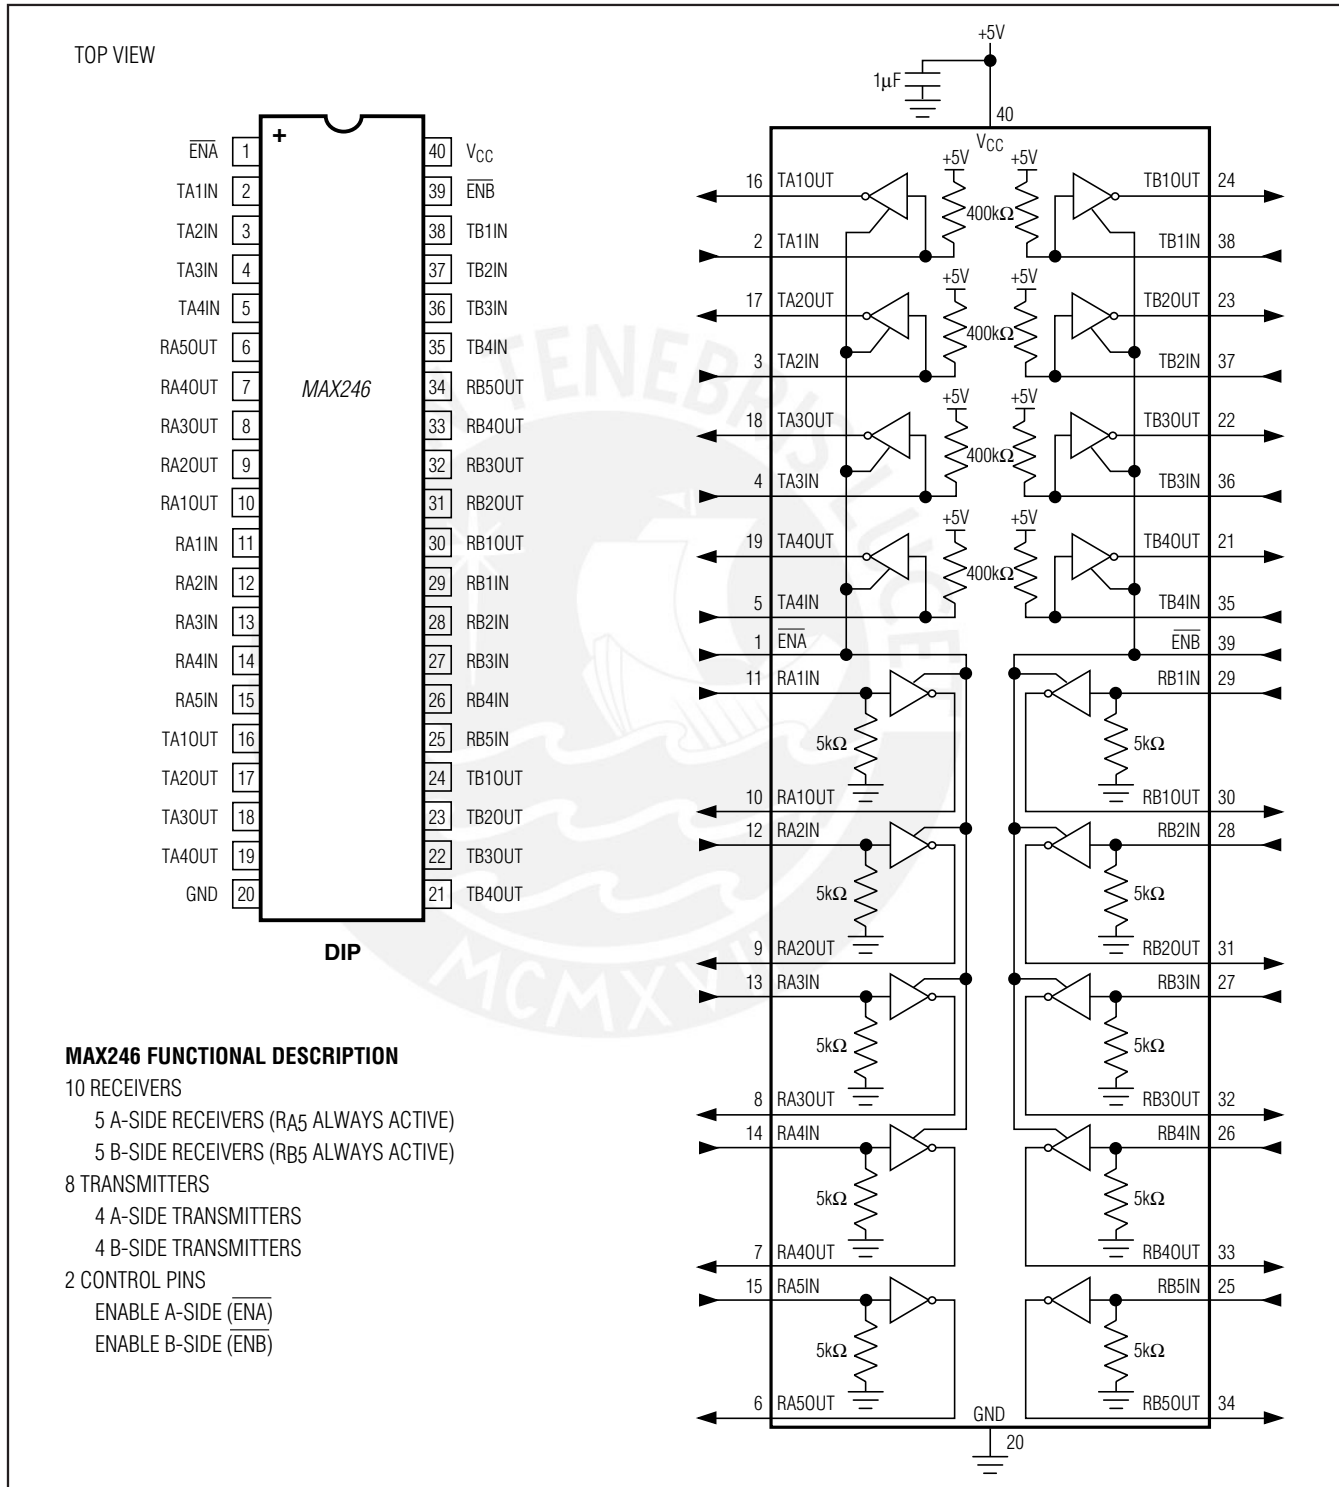 TOP VIEW
+
ENA 1
TA1IN 2
TA2IN 3
TA3IN 4
TA4IN 5
RA5OUT 6
RA4OUT 7
RA3OUT 8
RA2OUT 9
RA1OUT 10
RA1IN 11
RA2IN 12
RA3IN 13
RA4IN 14
RA5IN 15
TA1OUT 16
TA2OUT 17
TA3OUT 18
TA4OUT 19
GND 20
MAX246
40 VCC
39 ENB
38 TB1IN
37 TB2IN
36 TB3IN
35 TB4IN
34 RB5OUT
33 RB4OUT
32 RB3OUT
31 RB2OUT
30 RB1OUT
29 RB1IN
28 RB2IN
27 RB3IN
26 RB4IN
25 RB5IN
24 TB1OUT
23 TB2OUT
22 TB3OUT
21 TB4OUT
DIP
MAX246 FUNCTIONAL DESCRIPTION
10 RECEIVERS
5 A-SIDE RECEIVERS (RA5 ALWAYS ACTIVE)
5 B-SIDE RECEIVERS (RB5 ALWAYS ACTIVE)
8 TRANSMITTERS
4 A-SIDE TRANSMITTERS
4 B-SIDE TRANSMITTERS
2 CONTROL PINS
ENABLE A-SIDE (ENA)
ENABLE B-SIDE (ENB)
+5V
1μF
40
VCC
+5V +5V
16 TA1OUT TB1OUT 24
400kΩ
2 TA1IN TB1IN 38
+5V +5V
17 TA2OUT TB2OUT 23
400kΩ
3 TA2IN TB2IN 37
+5V +5V
18 TA3OUT TB3OUT 22
400kΩ
4 TA3IN TB3IN 36
+5V +5V
19 TA4OUT TB4OUT 21
400kΩ
5 TA4IN TB4IN 35
1 ENA ENB 39
11 RA1IN RB1IN 29
5kΩ 5kΩ
10 RA1OUT RB1OUT 30
12 RA2IN RB2IN 28
5kΩ 5kΩ
9 RA2OUT RB2OUT 31
13 RA3IN RB3IN 27
5kΩ 5kΩ
8 RA3OUT RB3OUT 32
14 RA4IN RB4IN 26
5kΩ 5kΩ
7 RA4OUT RB4OUT 33
15 RA5IN RB5IN 25
5kΩ 5kΩ
6 RA5OUT RB5OUT 34
GND
20
TENEBRIS LUCET
MCMXVII